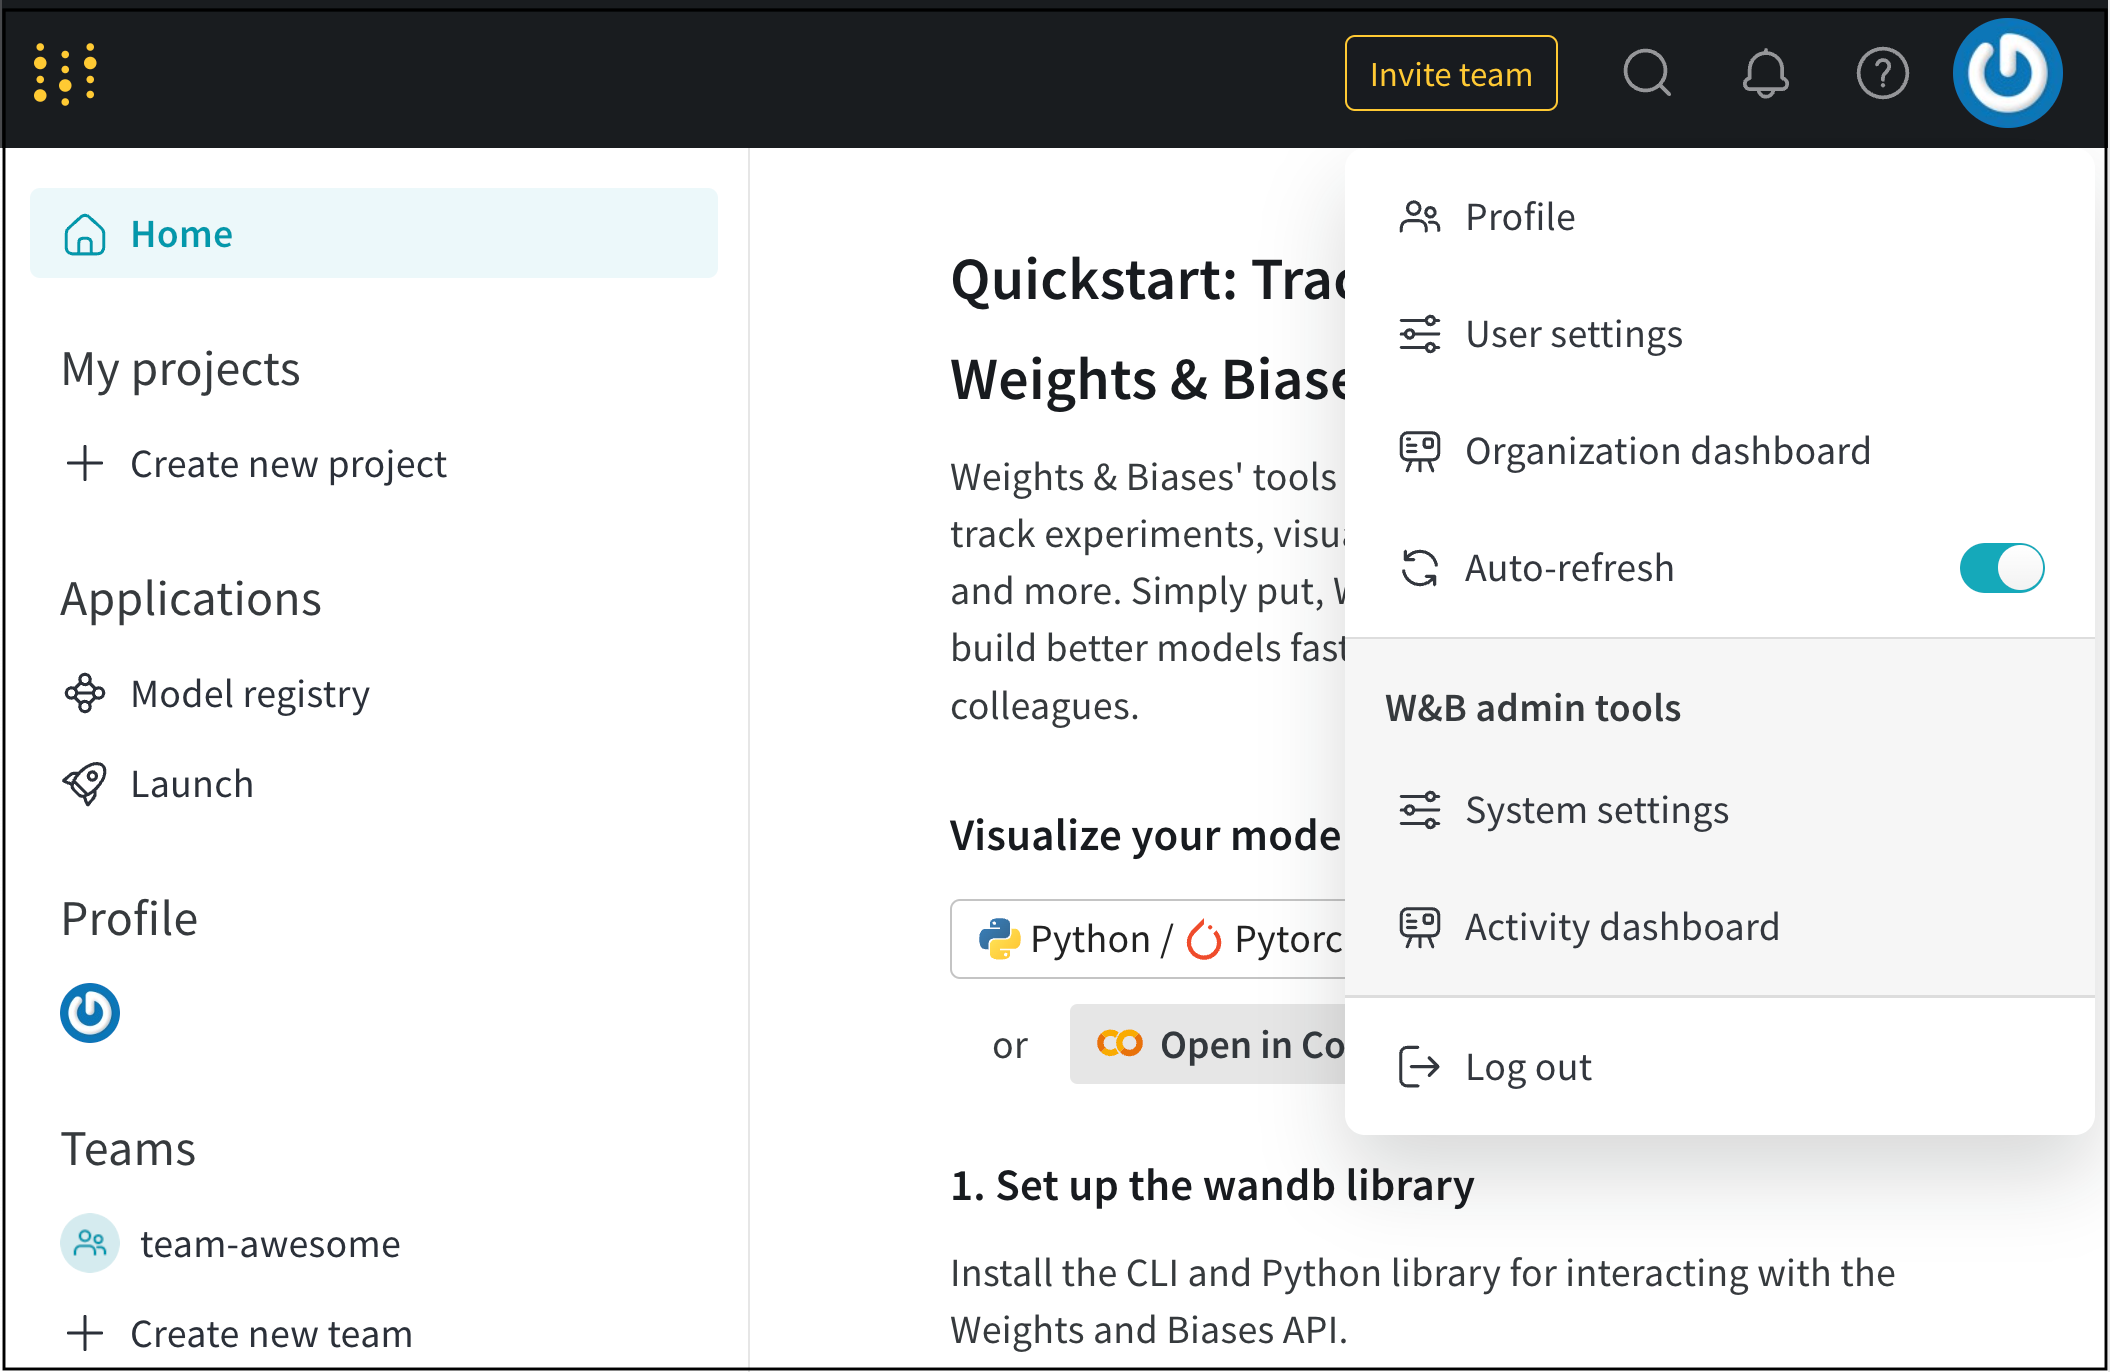 Invite team
Home
My projects
Create new project
Applications
Model registry
Launch
Profile
Teams
team-awesome
Create new team
Quickstart: Trac
Weights & Biase
Weights & Biases' tools
track experiments, visu
and more. Simply put, W
build better models fast
colleagues.
Visualize your mode
Python / Pytorc
or
Open in Co
1. Set up the wandb library
Install the CLI and Python library for interacting with the
Weights and Biases API.
Profile
User settings
Organization dashboard
Auto-refresh
W&B admin tools
System settings
Activity dashboard
Log out